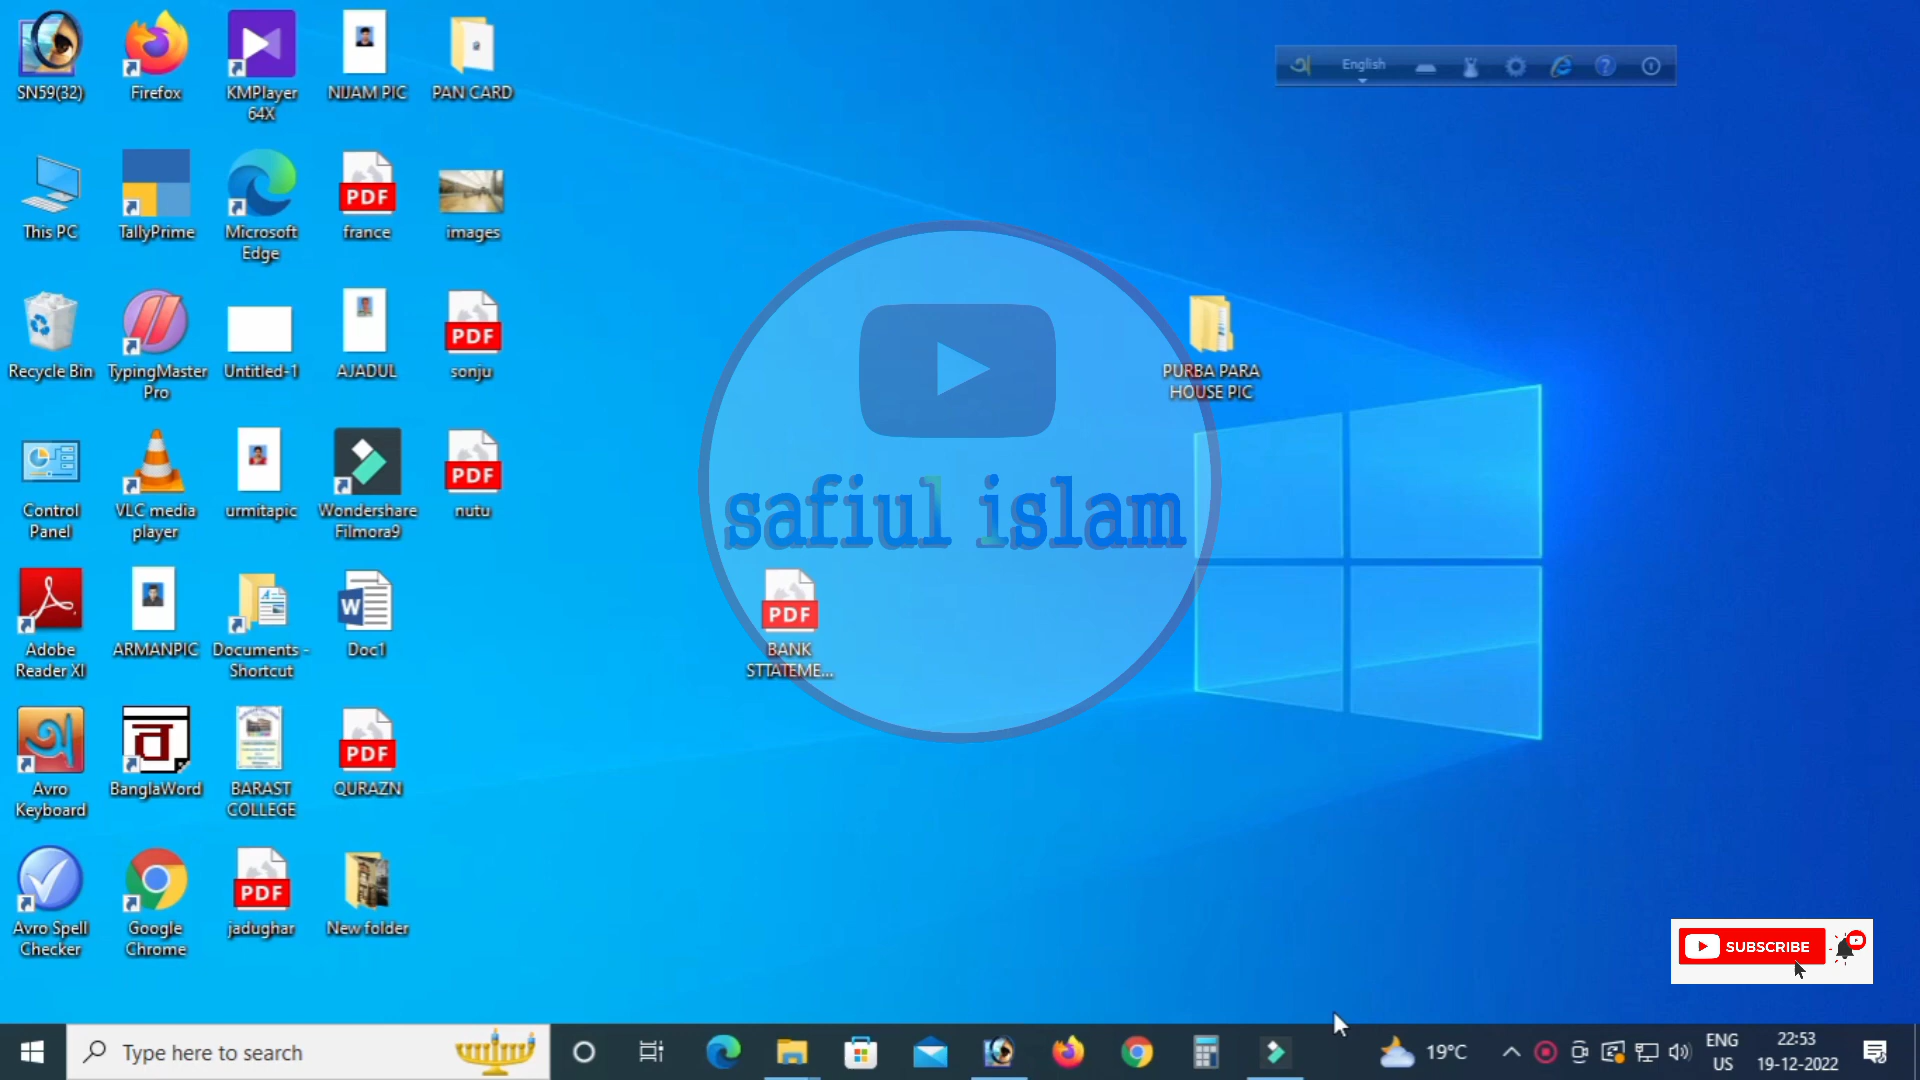 SN59(32)
Firefox
KMPlayer
64X
NIJAM PIC
PAN CARD
অ
English
This PC
TallyPrime
Microsoft
Edge
PDF
france
images
Recycle Bin
TypingMaster
Pro
Untitled-1
AJADUL
PDF
sonju
PURBA PARA
HOUSE PIC
Control
Panel
VLC media
player
urmitapic
Wondershare
Filmora9
PDF
nutu
safiul islam
Adobe
Reader XI
ARMANPIC
Documents -
Shortcut
W
Doc1
PDF
BANK
STTATEME...
অ
Avro
Keyboard
ব
BanglaWord
BARAST
COLLEGE
PDF
QURAZN
Avro Spell
Checker
Google
Chrome
PDF
jadughar
New folder
SUBSCRIBE
Type here to search
19°C
ENG
US
22:53
19-12-2022